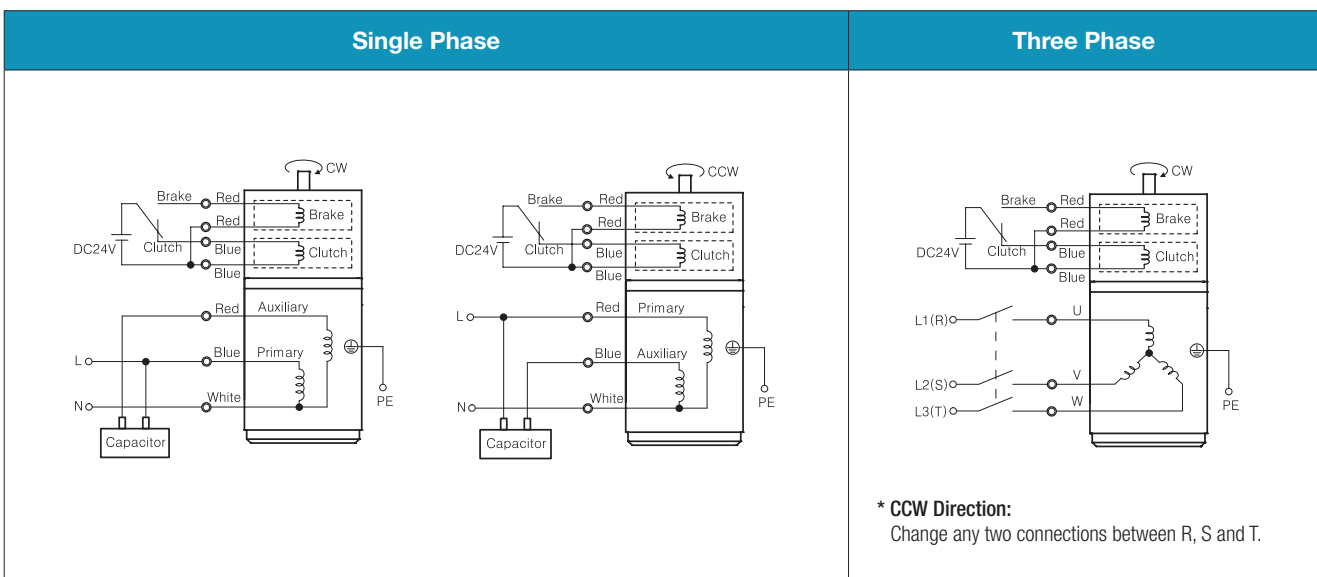 Single Phase
Three Phase
CW
Brake
Red
Red
Brake
DC24V
Clutch
Blue
Clutch
Blue
Red
Auxiliary
L
Blue
Primary
N
White
PE
Capacitor
CCW
Brake
Red
Red
Brake
DC24V
Clutch
Blue
Clutch
Blue
L
Red
Primary
Blue
Auxiliary
N
White
PE
Capacitor
CW
Brake
Red
Red
Brake
DC24V
Clutch
Blue
Clutch
Blue
L1(R)
U
L2(S)
V
L3(T)
W
PE
* CCW Direction:
Change any two connections between R, S and T.